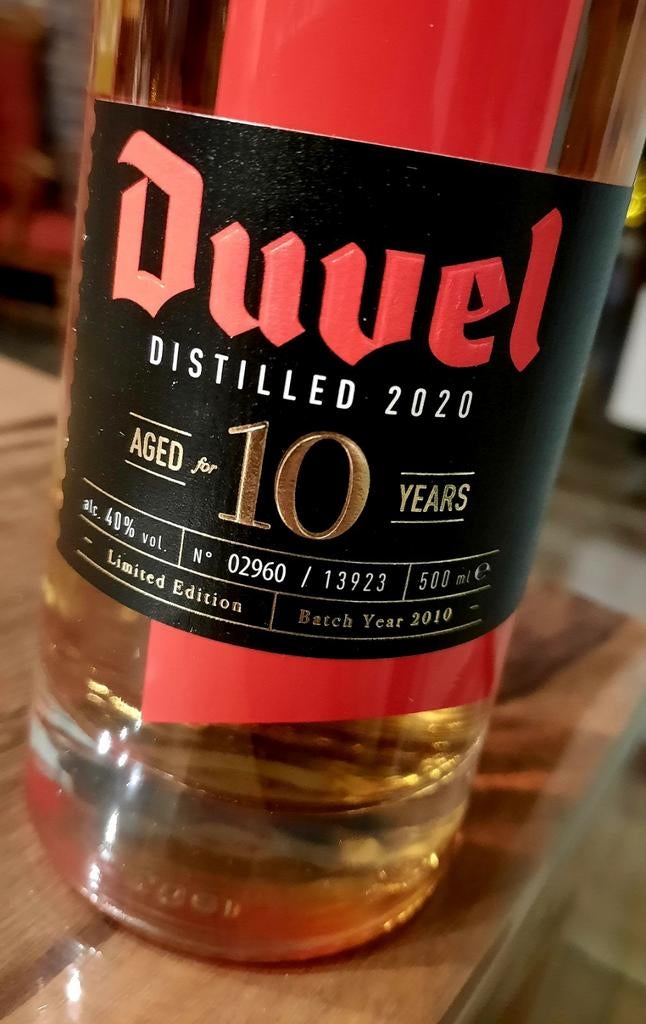 Duvel
DISTILLED 2020
AGED for 10 YEARS
alc. 40% vol. N° 02960 / 13923 500 ml e
Limited Edition Batch Year 2010